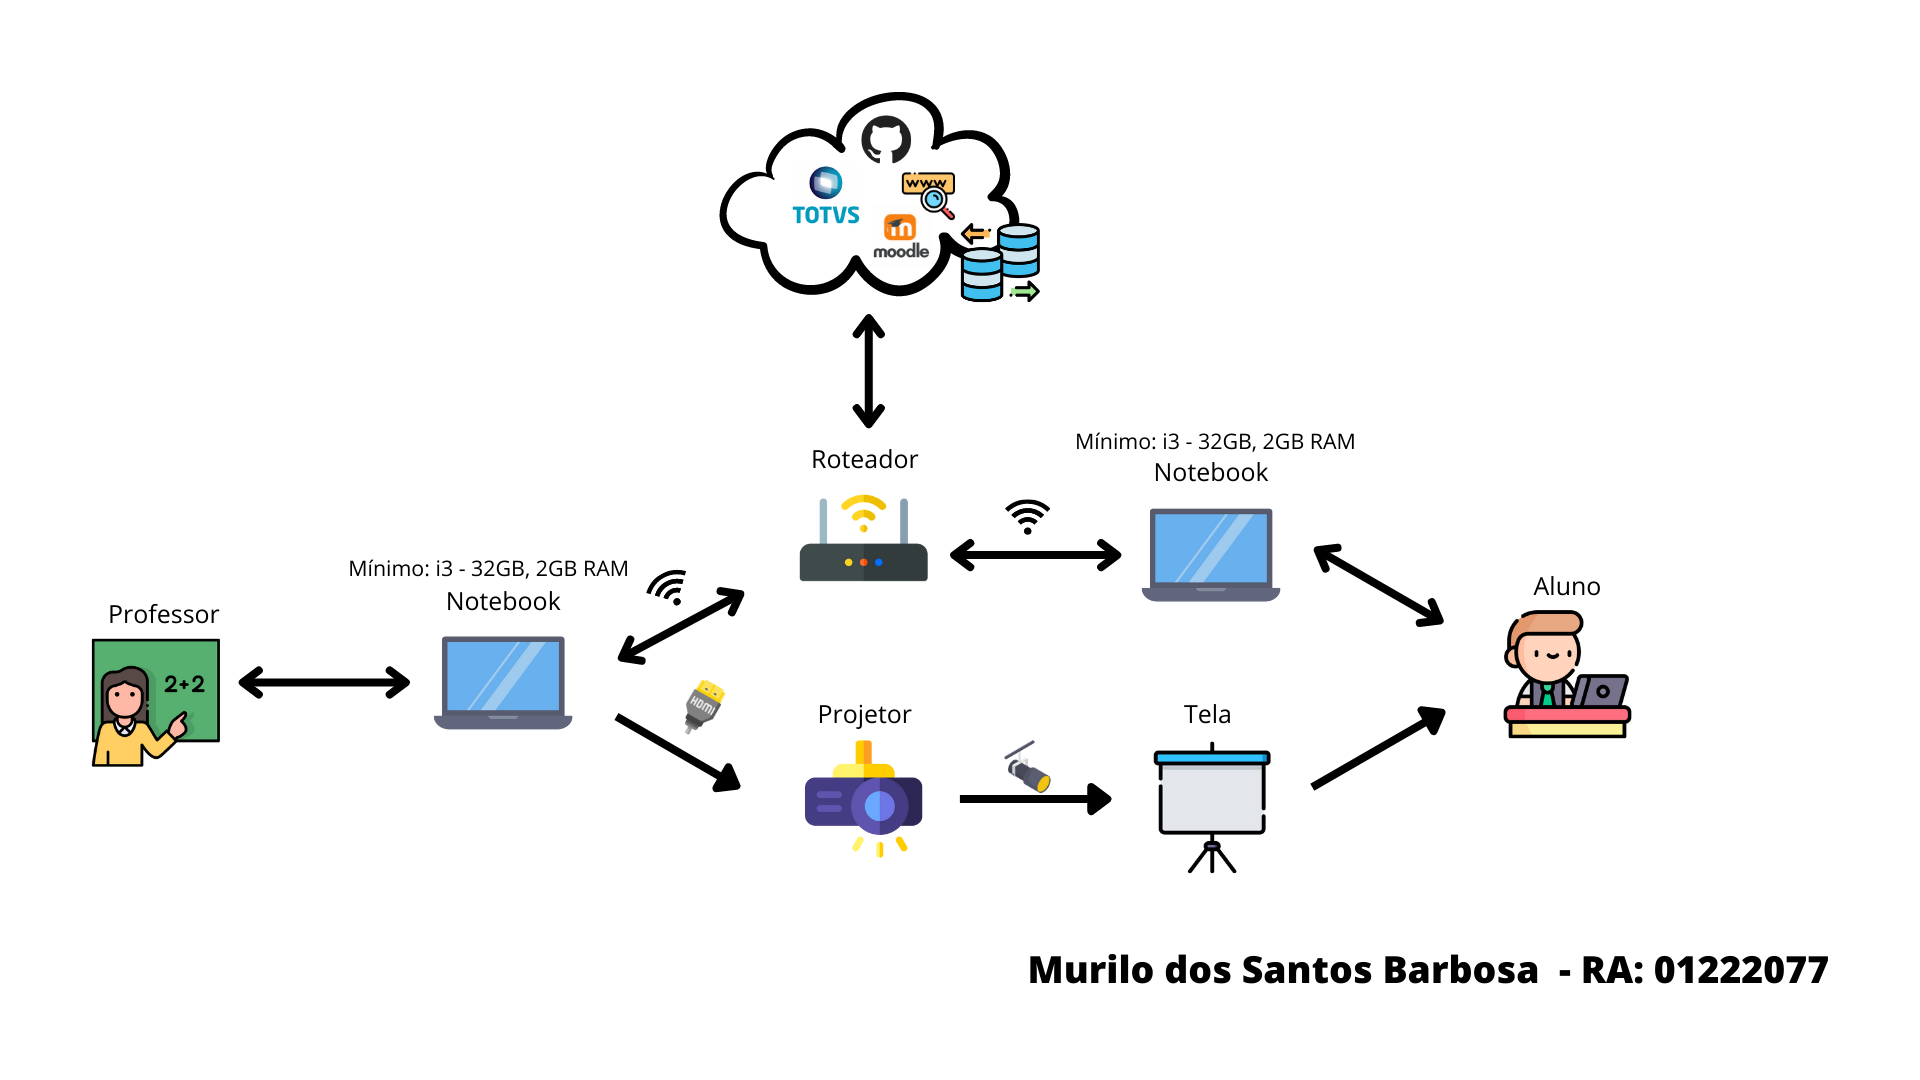 www
TOTVS
moodle
Roteador
Mínimo: i3 - 32GB, 2GB RAM
Notebook
Mínimo: i3 - 32GB, 2GB RAM
Notebook
Aluno
Professor
2+2
HDMI
Projetor
Tela
Murilo dos Santos Barbosa - RA: 01222077